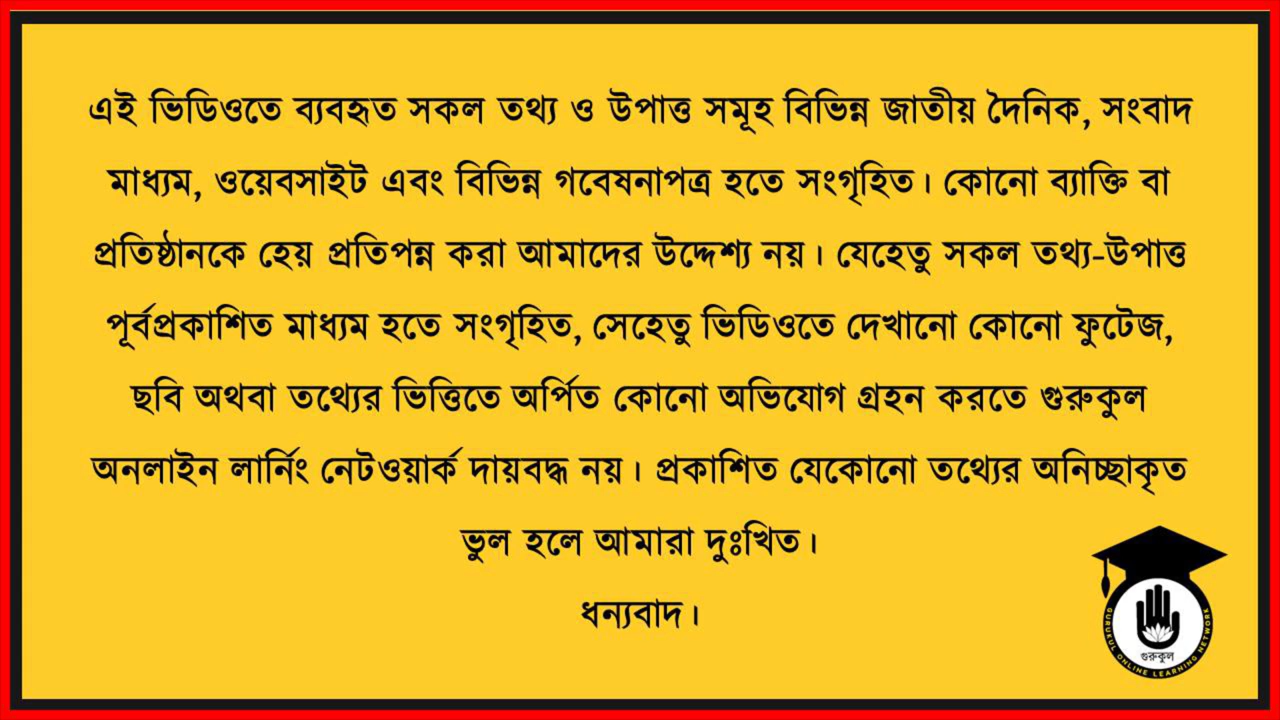 এই ভিডিওতে ব্যবহৃত সকল তথ্য ও উপাত্ত সমূহ বিভিন্ন জাতীয় দৈনিক, সংবাদ
মাধ্যম, ওয়েবসাইট এবং বিভিন্ন গবেষনাপত্র হতে সংগৃহিত। কোনো ব্যাক্তি বা
প্রতিষ্ঠানকে হেয় প্রতিপন্ন করা আমাদের উদ্দেশ্য নয়। যেহেতু সকল তথ্য-উপাত্ত
পূর্বপ্রকাশিত মাধ্যম হতে সংগৃহিত, সেহেতু ভিডিওতে দেখানো কোনো ফুটেজ,
ছবি অথবা তথ্যের ভিত্তিতে অর্পিত কোনো অভিযোগ গ্রহন করতে গুরুকুল
অনলাইন লার্নিং নেটওয়ার্ক দায়বদ্ধ নয়। প্রকাশিত যেকোনো তথ্যের অনিচ্ছাকৃত
ভুল হলে আমারা দুঃখিত।
ধন্যবাদ।
গুরুকুল
GURUKUL ONLINE LEARNING NETWORK